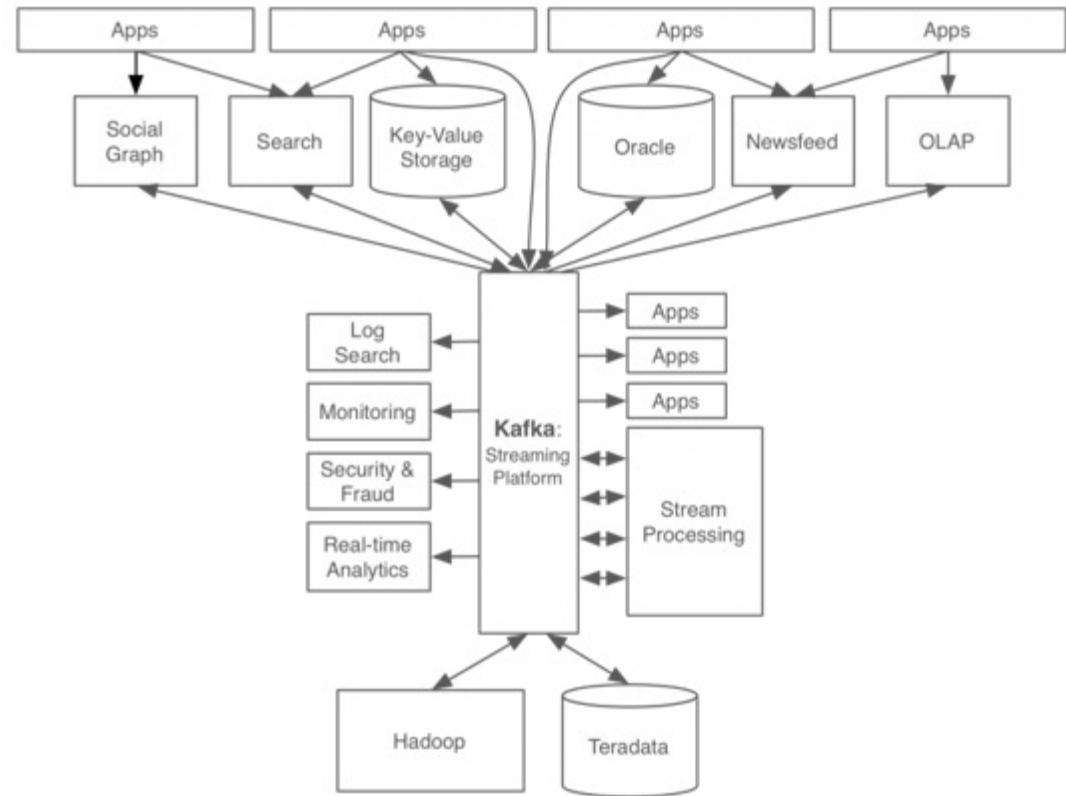 Apps
Apps
Apps
Apps
Social
Graph
Search
Key-Value
Storage
Oracle
Newsfeed
OLAP
Log
Search
Monitoring
Security &
Fraud
Real-time
Analytics
Kafka:
Streaming
Platform
Apps
Apps
Apps
Stream
Processing
Hadoop
Teradata